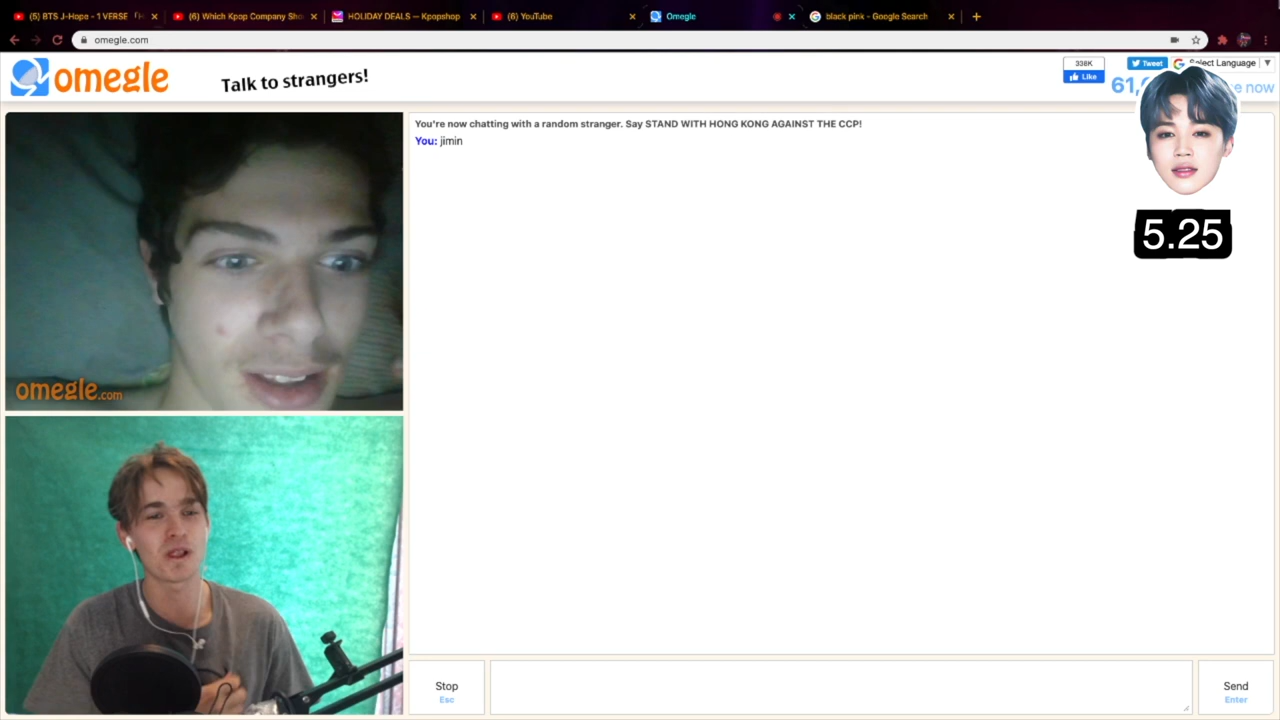 (5) BTS J-Hope - 1 VERSE
(6) Which Kpop Company Sho
HOLIDAY DEALS — Kpopshop
(6) YouTube
Omegle
black pink - Google Search
omegle.com
omegle
Talk to strangers!
338K
Like
Tweet
Select Language
61,
e now
You're now chatting with a random stranger. Say STAND WITH HONG KONG AGAINST THE CCP!
You: jimin
5.25
omegle.com
Stop
Esc
Send
Enter